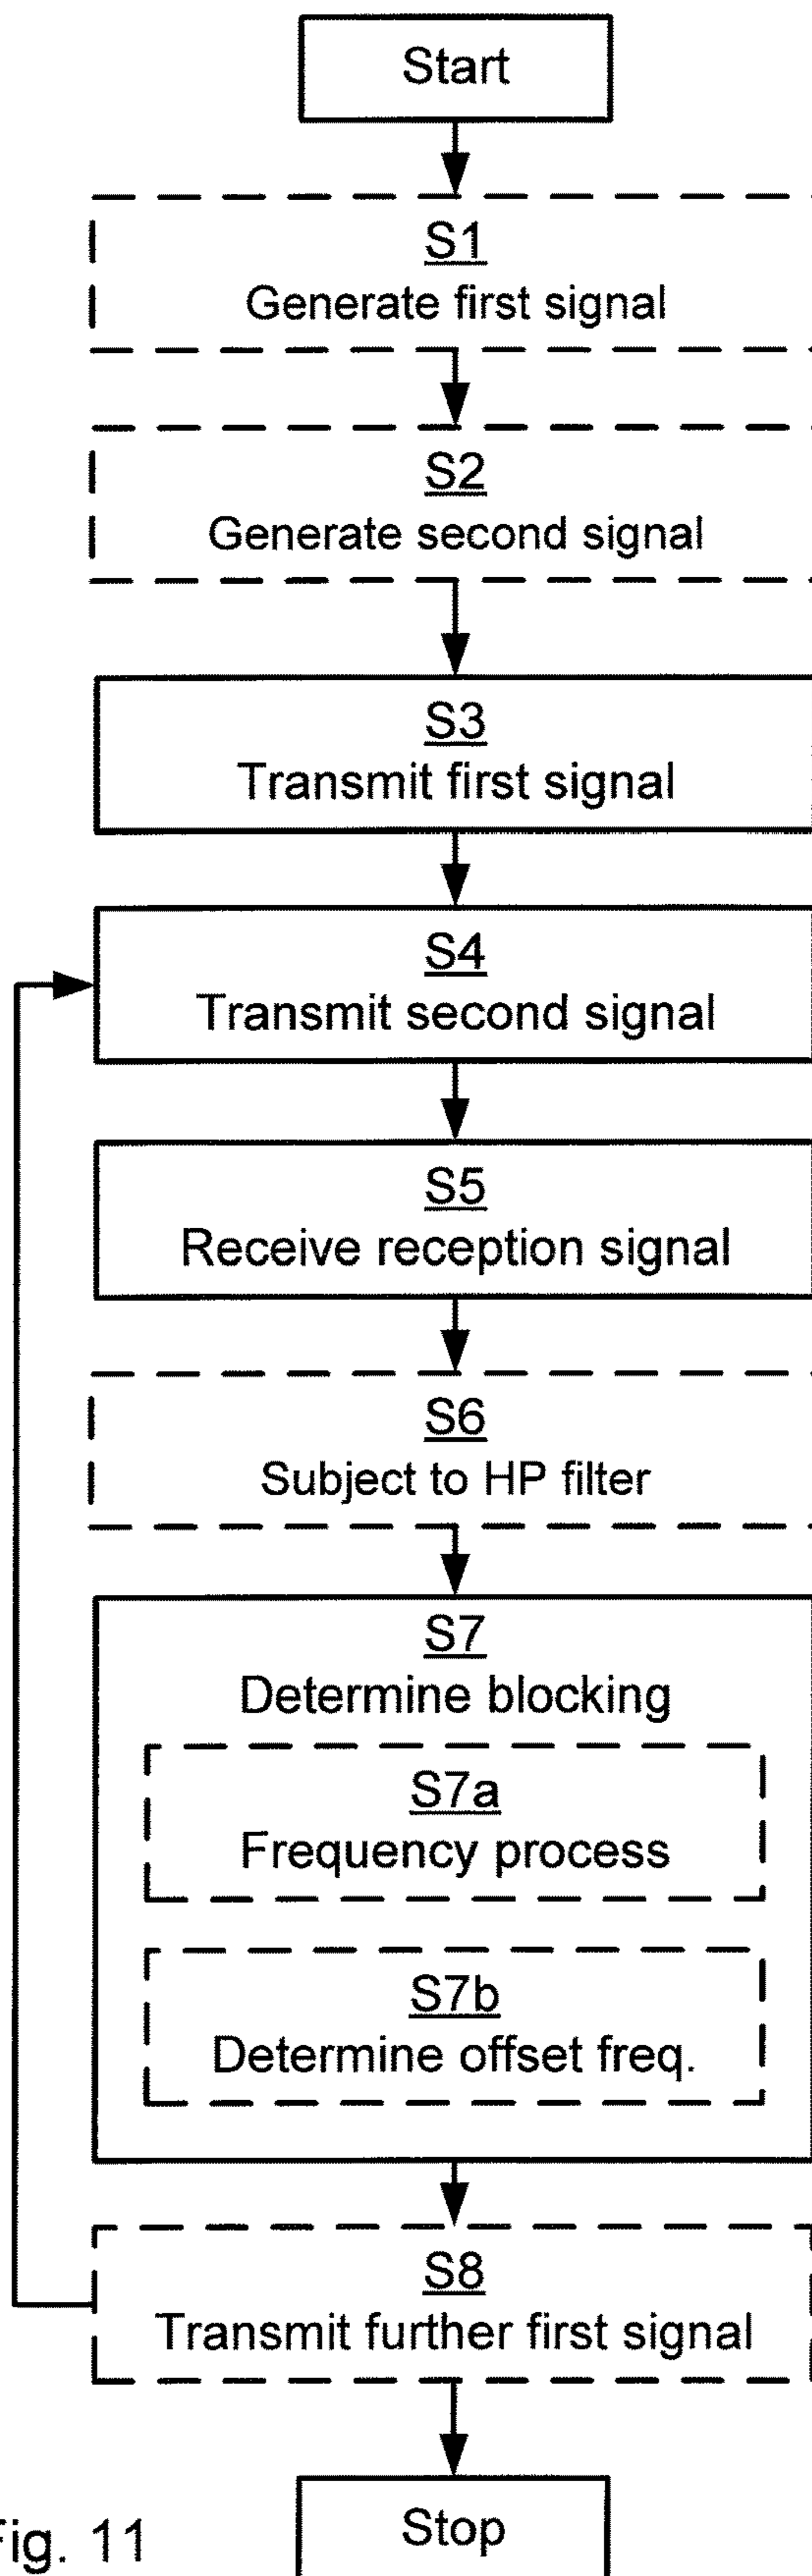 Start
S1
Generate first signal
S2
Generate second signal
S3
Transmit first signal
S4
Transmit second signal
S5
Receive reception signal
S6
Subject to HP filter
S7
Determine blocking
S7a
Frequency process
S7b
Determine offset freq.
S8
Transmit further first signal
Stop
Fig. 11